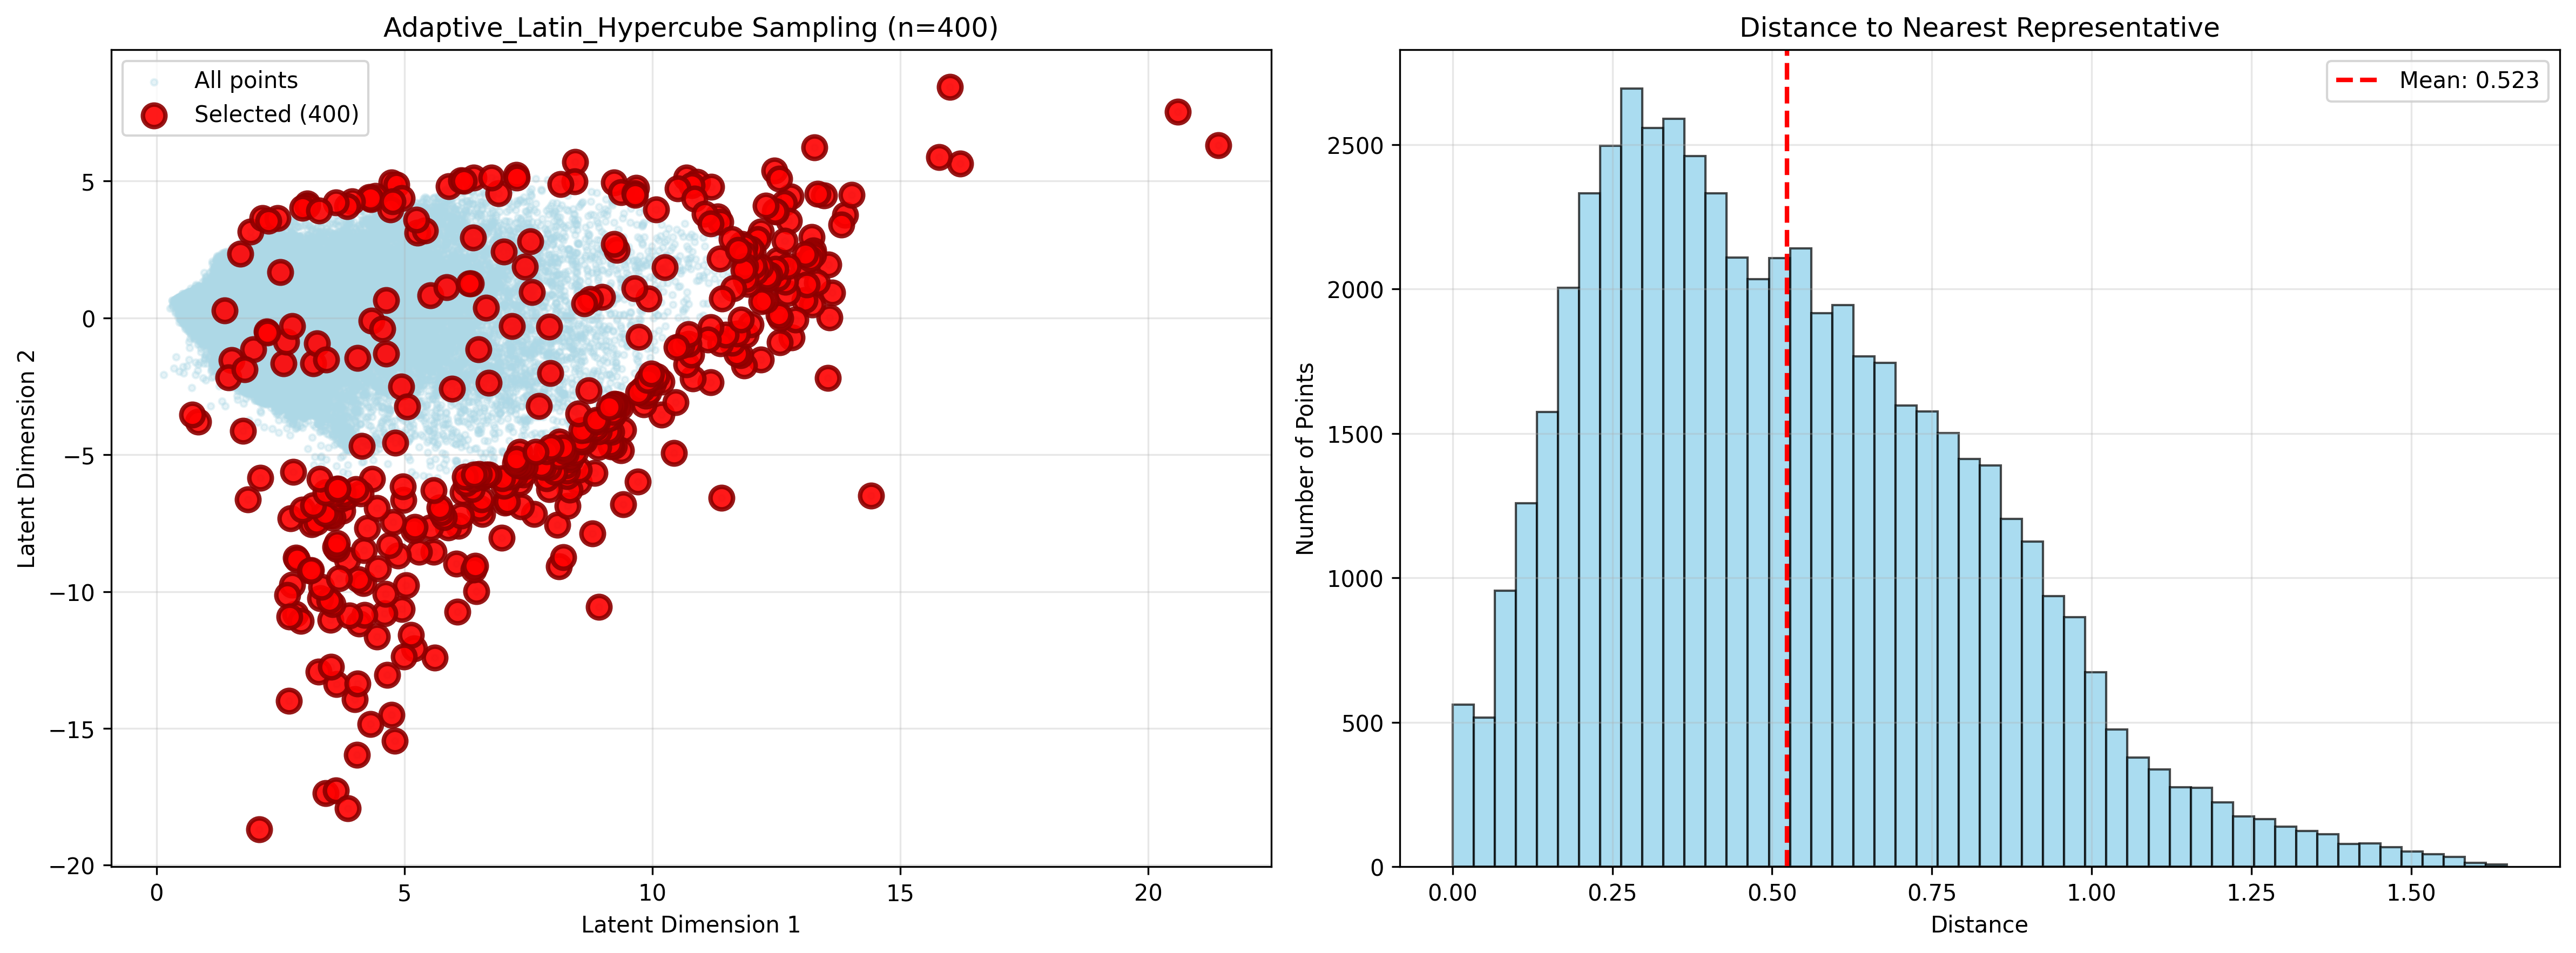 Adaptive_Latin_Hypercube Sampling (n=400)
All points
Selected (400)
5
0
−5
−10
−15
−20
Latent Dimension 2
0
5
10
15
20
Latent Dimension 1
Distance to Nearest Representative
Mean: 0.523
2500
2000
1500
1000
500
0
Number of Points
0.00
0.25
0.50
0.75
1.00
1.25
1.50
Distance